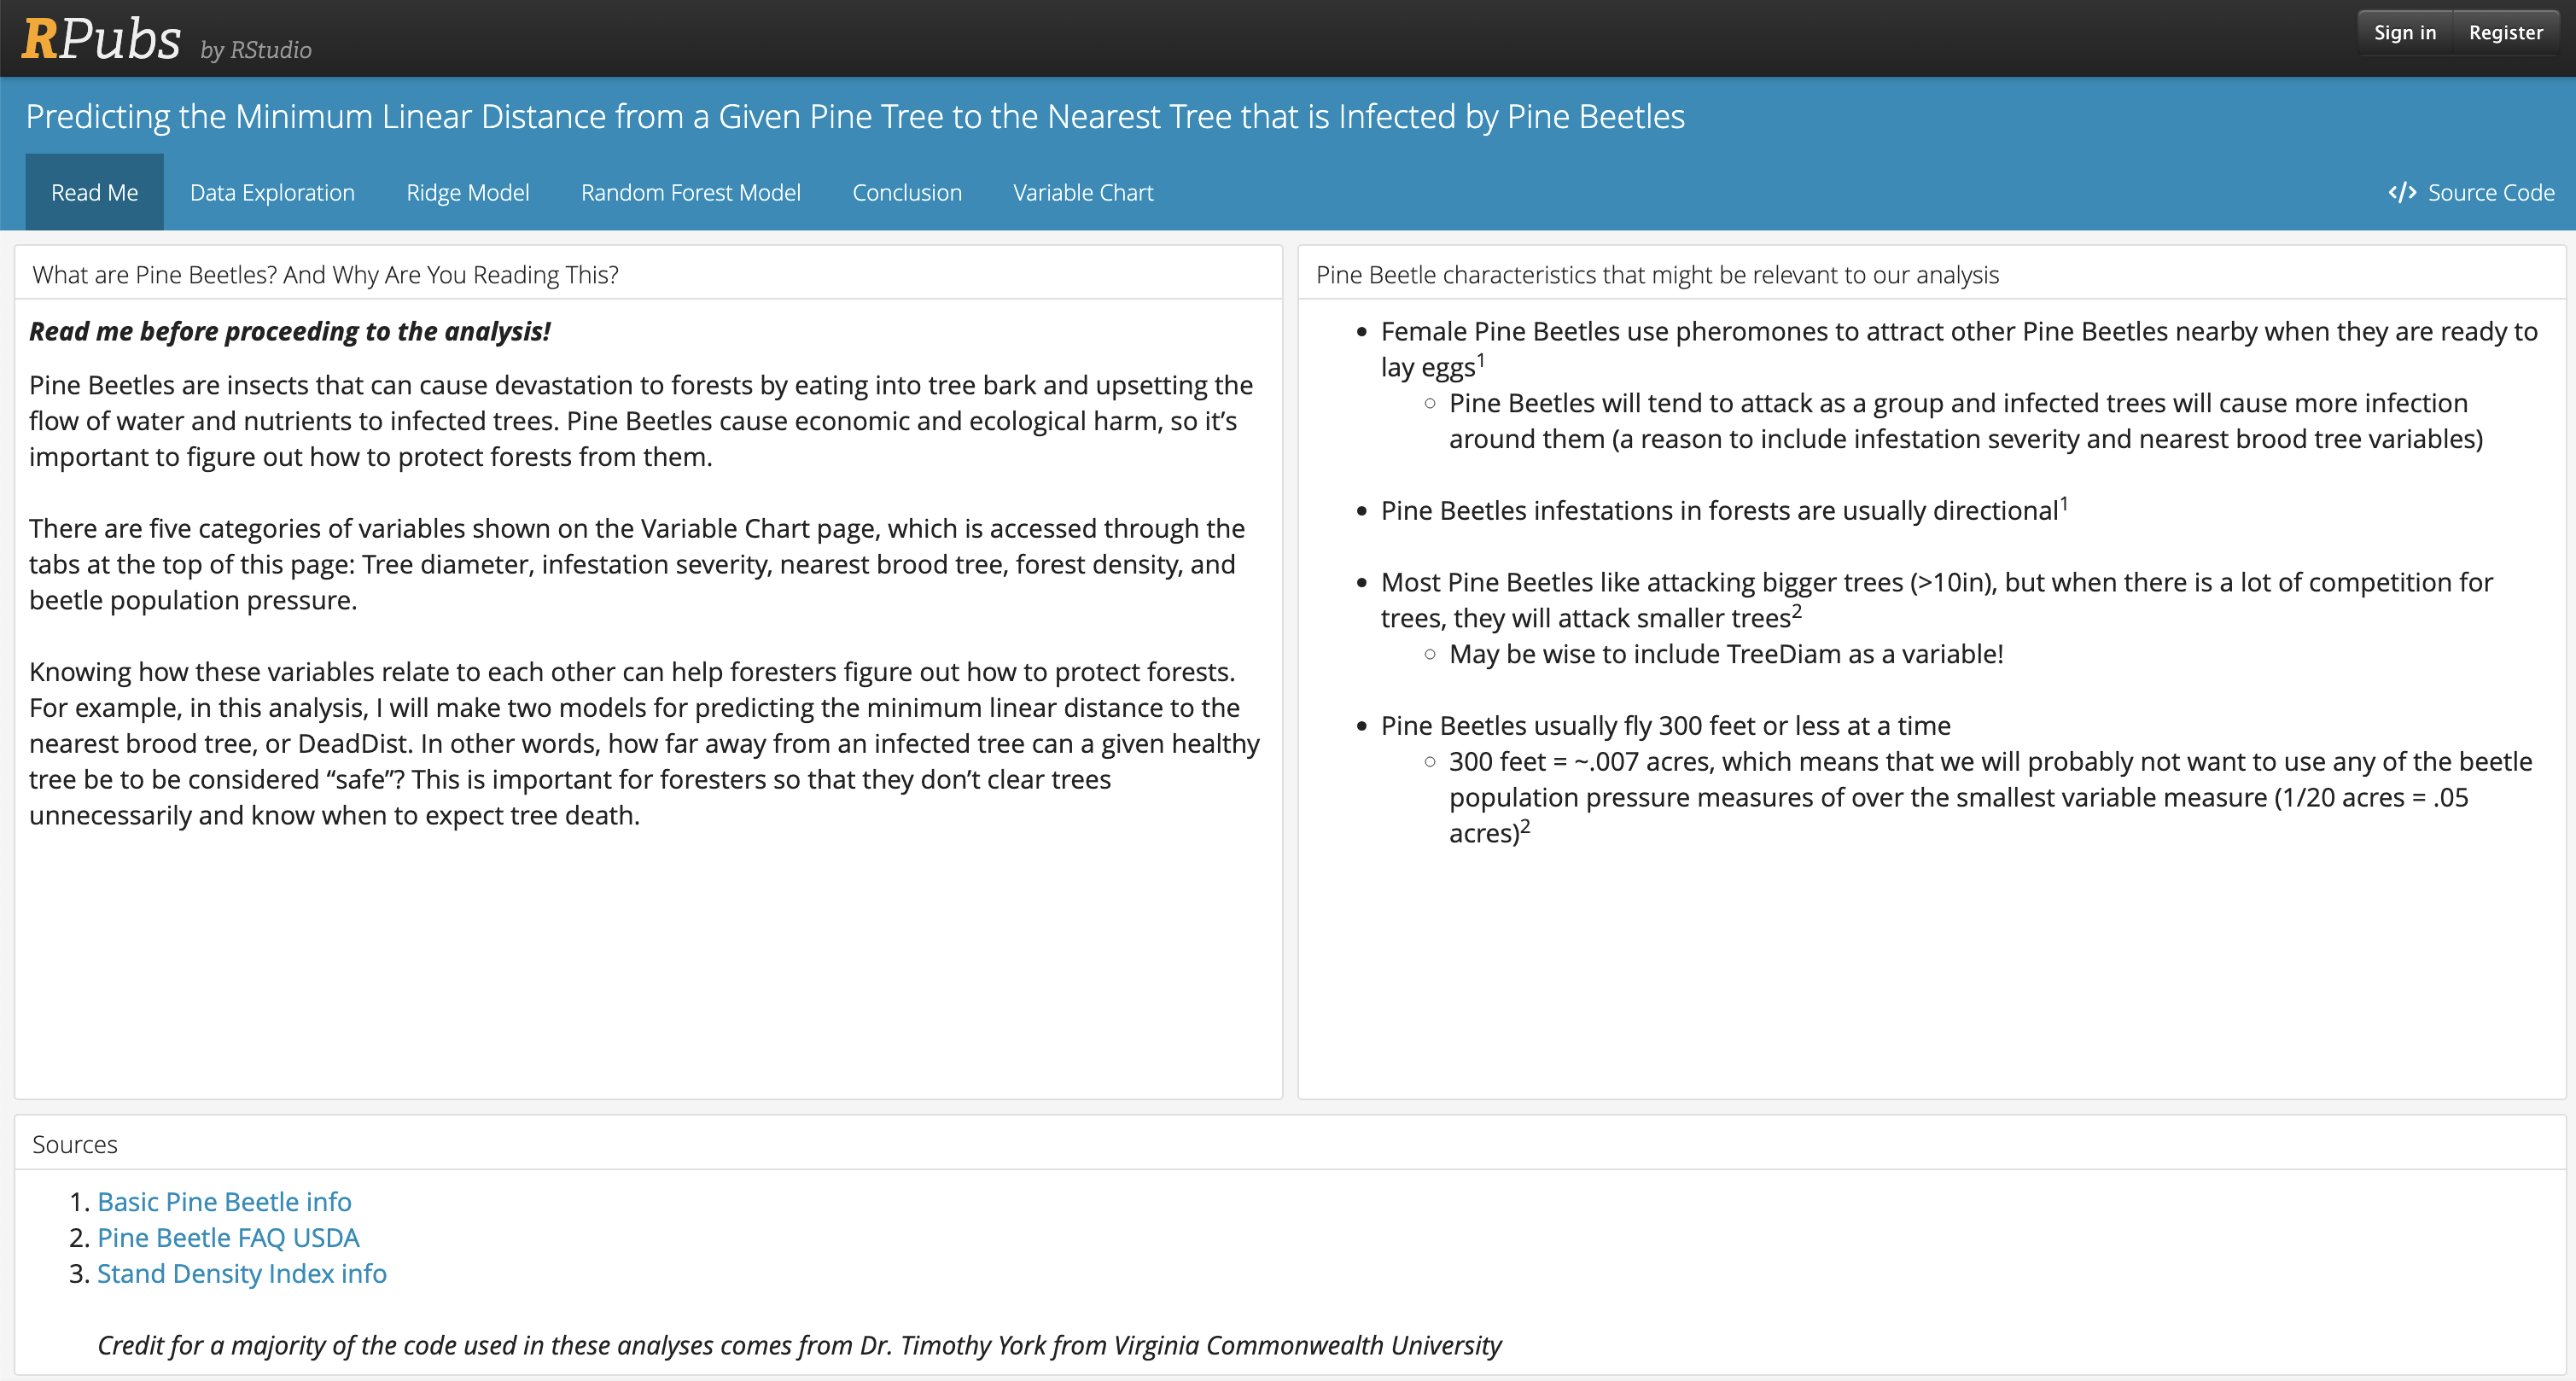 RPubs by RStudio
Sign in
Register
Predicting the Minimum Linear Distance from a Given Pine Tree to the Nearest Tree that is Infected by Pine Beetles
Read Me
Data Exploration
Ridge Model
Random Forest Model
Conclusion
Variable Chart
</> Source Code
What are Pine Beetles? And Why Are You Reading This?
Read me before proceeding to the analysis!
Pine Beetles are insects that can cause devastation to forests by eating into tree bark and upsetting the
flow of water and nutrients to infected trees. Pine Beetles cause economic and ecological harm, so it’s
important to figure out how to protect forests from them.
There are five categories of variables shown on the Variable Chart page, which is accessed through the
tabs at the top of this page: Tree diameter, infestation severity, nearest brood tree, forest density, and
beetle population pressure.
Knowing how these variables relate to each other can help foresters figure out how to protect forests.
For example, in this analysis, I will make two models for predicting the minimum linear distance to the
nearest brood tree, or DeadDist. In other words, how far away from an infected tree can a given healthy
tree be to be considered “safe”? This is important for foresters so that they don’t clear trees
unnecessarily and know when to expect tree death.
Pine Beetle characteristics that might be relevant to our analysis
• Female Pine Beetles use pheromones to attract other Pine Beetles nearby when they are ready to
lay eggs¹
◦ Pine Beetles will tend to attack as a group and infected trees will cause more infection
around them (a reason to include infestation severity and nearest brood tree variables)
• Pine Beetles infestations in forests are usually directional¹
• Most Pine Beetles like attacking bigger trees (>10in), but when there is a lot of competition for
trees, they will attack smaller trees²
◦ May be wise to include TreeDiam as a variable!
• Pine Beetles usually fly 300 feet or less at a time
◦ 300 feet = ~.007 acres, which means that we will probably not want to use any of the beetle
population pressure measures of over the smallest variable measure (1/20 acres = .05
acres)²
Sources
1. Basic Pine Beetle info
2. Pine Beetle FAQ USDA
3. Stand Density Index info
Credit for a majority of the code used in these analyses comes from Dr. Timothy York from Virginia Commonwealth University